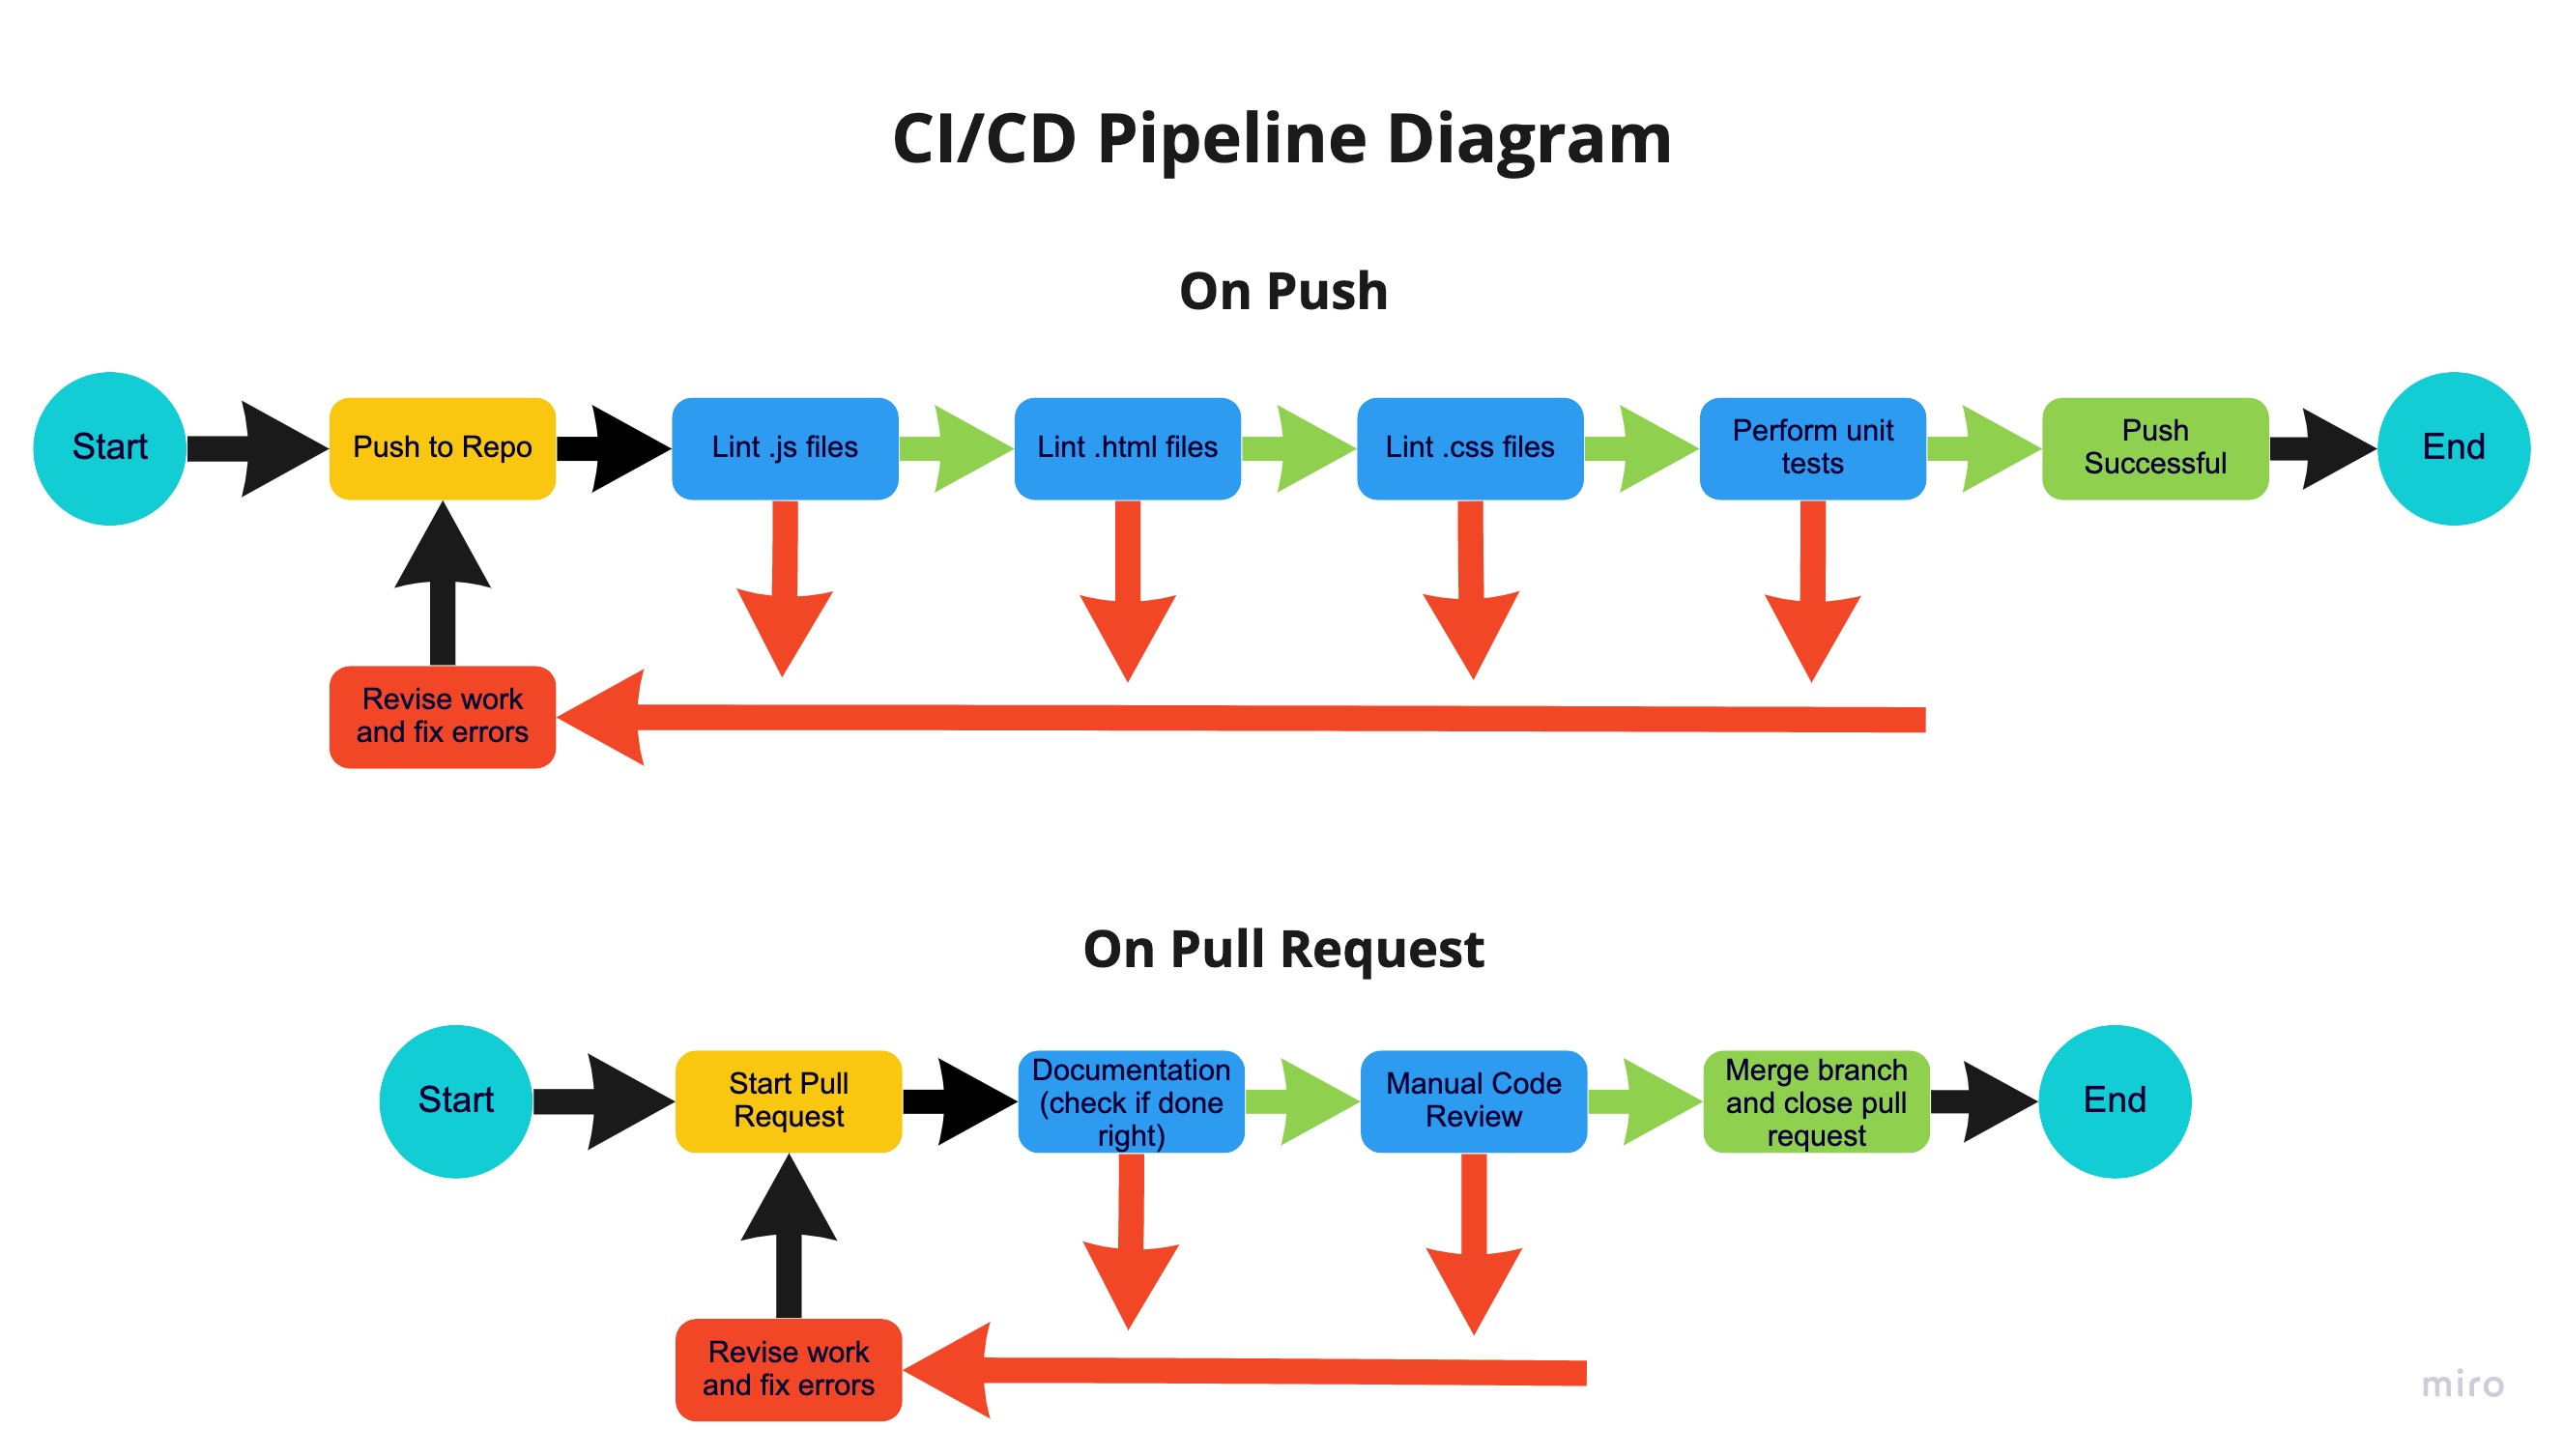 CI/CD Pipeline Diagram
On Push
Start
Push to Repo
Lint .js files
Lint .html files
Lint .css files
Perform unit
tests
Push
Successful
End
Revise work
and fix errors
On Pull Request
Start
Start Pull
Request
Documentation
(check if done
right)
Manual Code
Review
Merge branch
and close pull
request
End
Revise work
and fix errors
miro